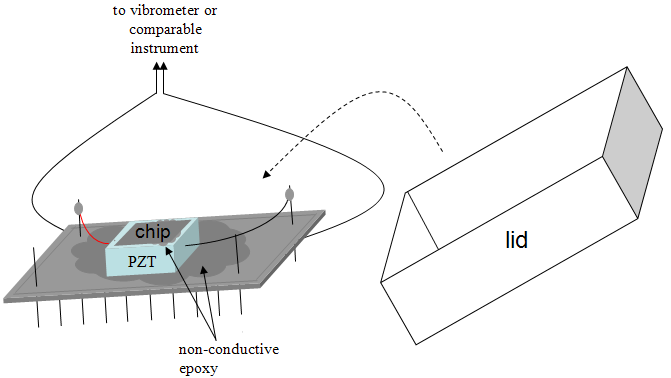 to vibrometer or
comparable
instrument
chip
PZT
lid
non-conductive
epoxy